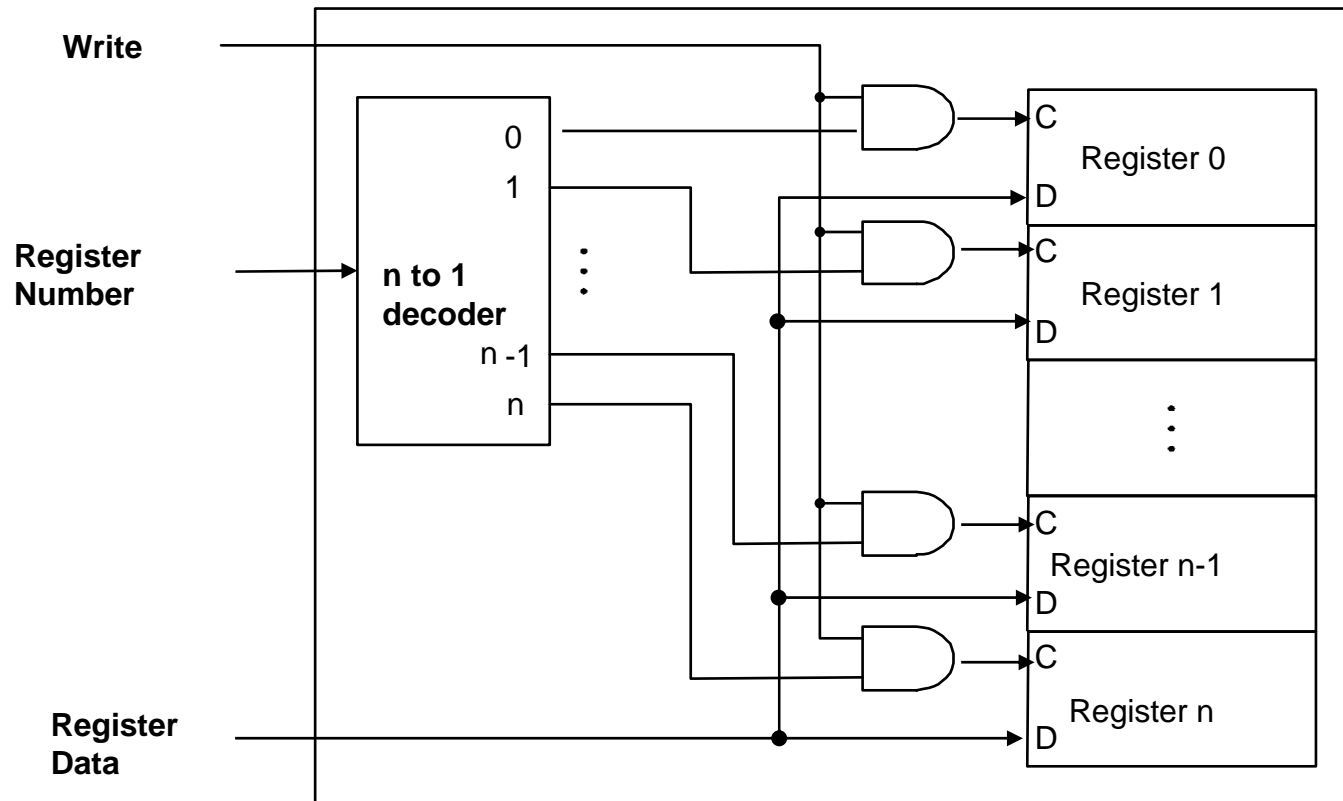 Write
0
1
Register
Number
n to 1
decoder
n -1
n
Register
Data
C
Register 0
D
C
Register 1
D
C
Register n-1
D
C
Register n
D